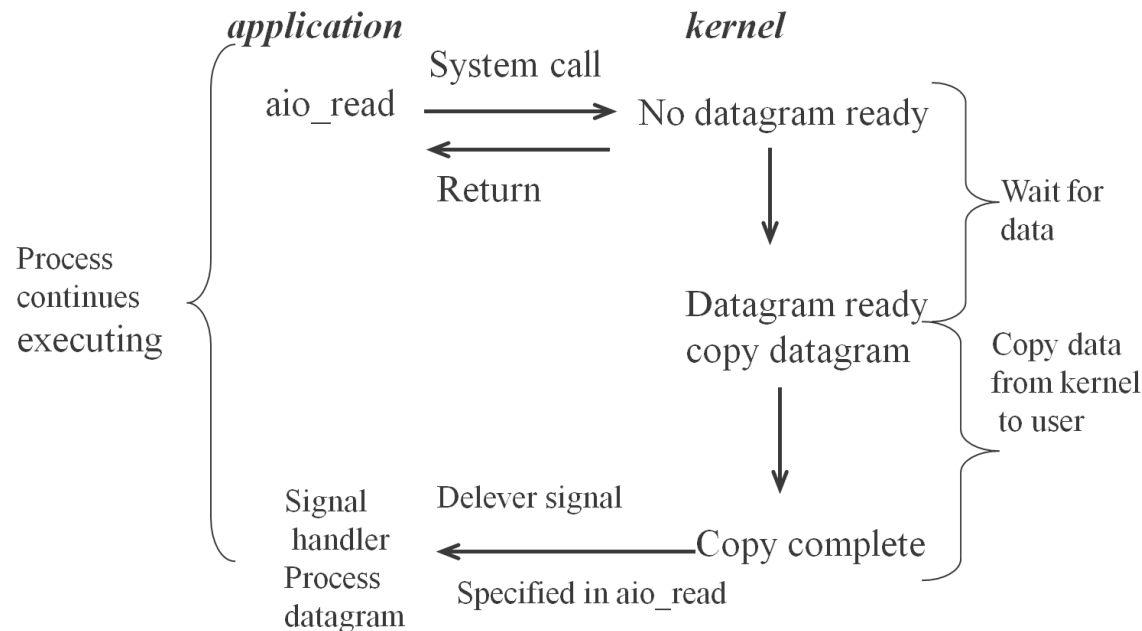 application
kernel
System call
aio_read
No datagram ready
Return
Wait for
data
Process
continues
executing
Datagram ready
copy datagram
Copy data
from kernel
to user
Signal
handler
Process
datagram
Delever signal
Copy complete
Specified in aio_read